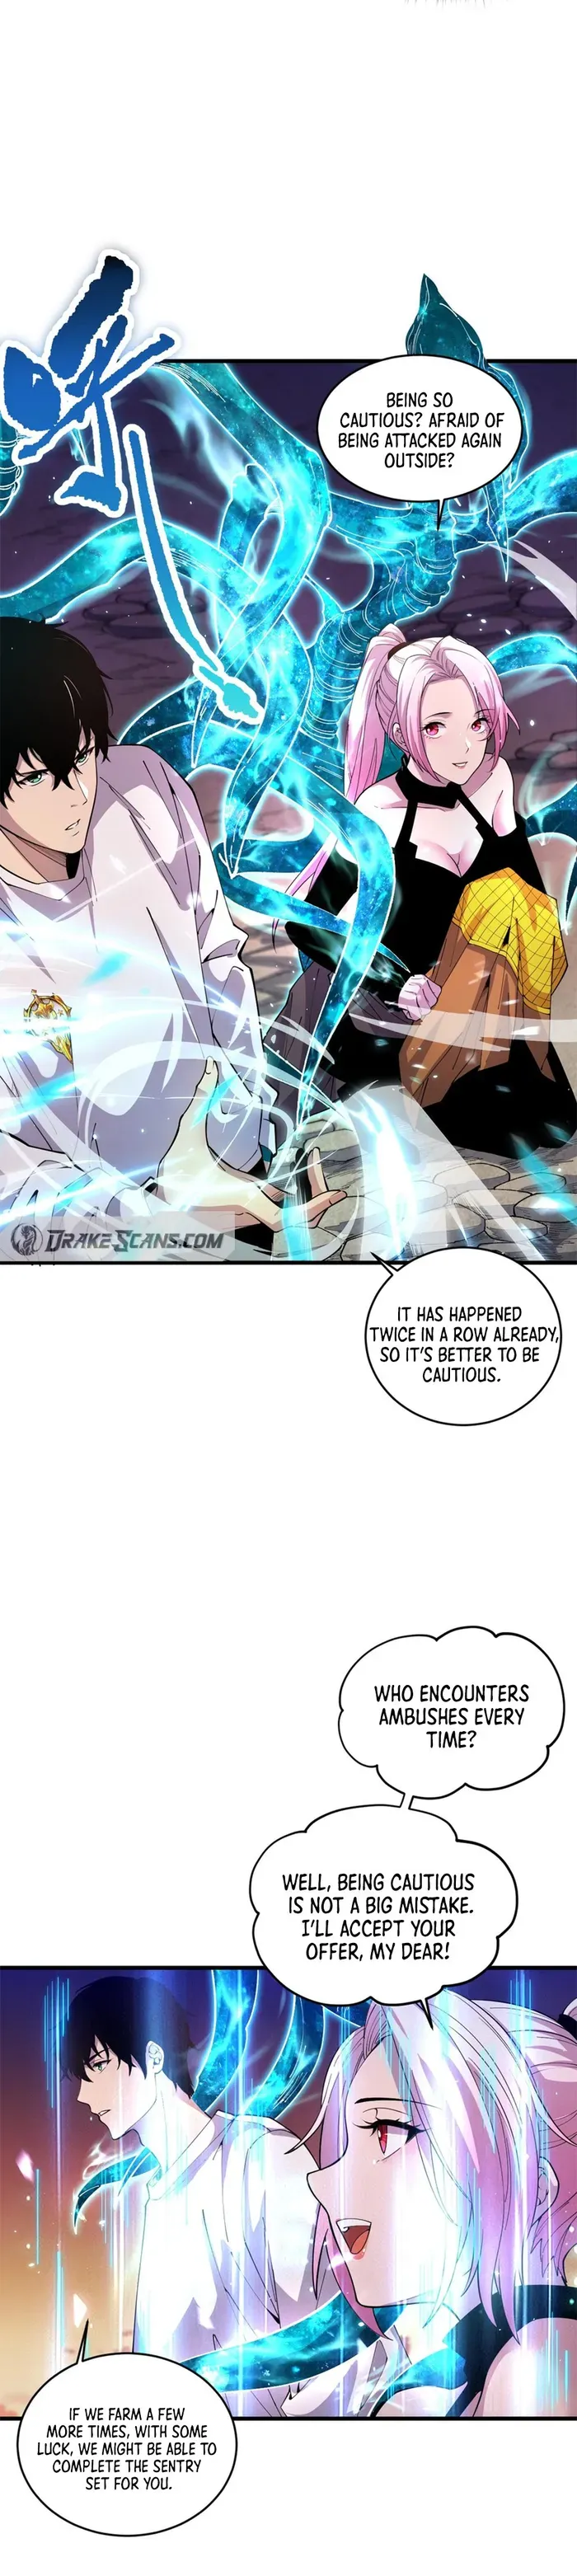 BEING SO
CAUTIOUS? AFRAID OF
BEING ATTACKED AGAIN
OUTSIDE?
DRAKESCANS.COM
IT HAS HAPPENED
TWICE IN A ROW ALREADY,
SO IT'S BETTER TO BE
CAUTIOUS.
WHO ENCOUNTERS
AMBUSHES EVERY
TIME?
WELL, BEING CAUTIOUS
IS NOT A BIG MISTAKE.
I'LL ACCEPT YOUR
OFFER, MY DEAR!
IF WE FARM A FEW
MORE TIMES, WITH SOME
LUCK, WE MIGHT BE ABLE TO
COMPLETE THE SENTRY
SET FOR YOU.